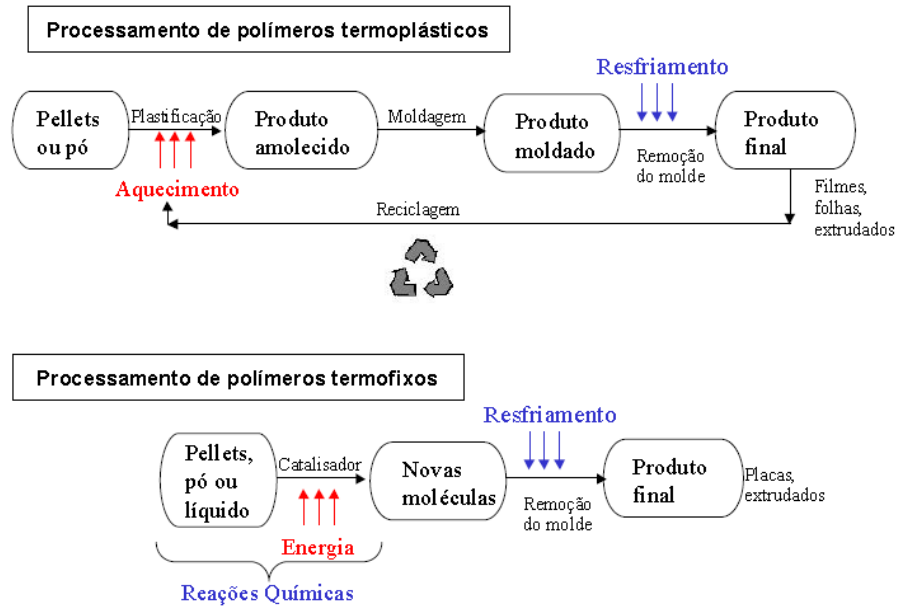 Processamento de polímeros termoplásticos
Resfriamento
Pellets
ou pó
Plastificação
Produto
amolecido
Moldagem
Produto
moldado
Remoção
do molde
Produto
final
Aquecimento
Reciclagem
Filmes,
folhas,
extrudados
Processamento de polímeros termofixos
Resfriamento
Pellets,
pó ou
líquido
Catalisador
Novas
moléculas
Remoção
do molde
Produto
final
Placas,
extrudados
Energia
Reações Químicas